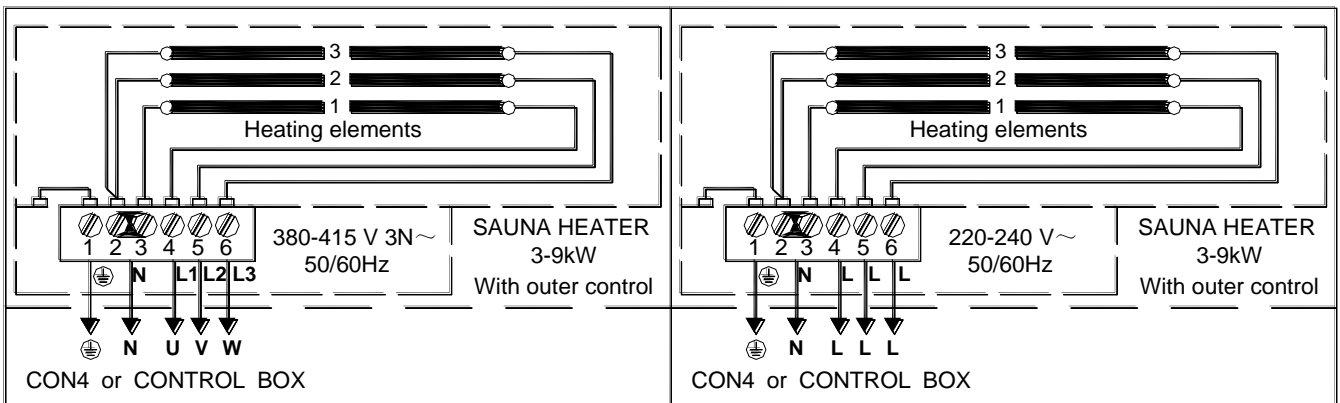 3
2
1
Heating elements
1 2 3 4 5 6
N L1 L2 L3
380-415 V 3N～
50/60Hz
SAUNA HEATER
3-9kW
With outer control
N U V W
CON4 or CONTROL BOX
3
2
1
Heating elements
1 2 3 4 5 6
N L L L
220-240 V～
50/60Hz
SAUNA HEATER
3-9kW
With outer control
N L L L
CON4 or CONTROL BOX